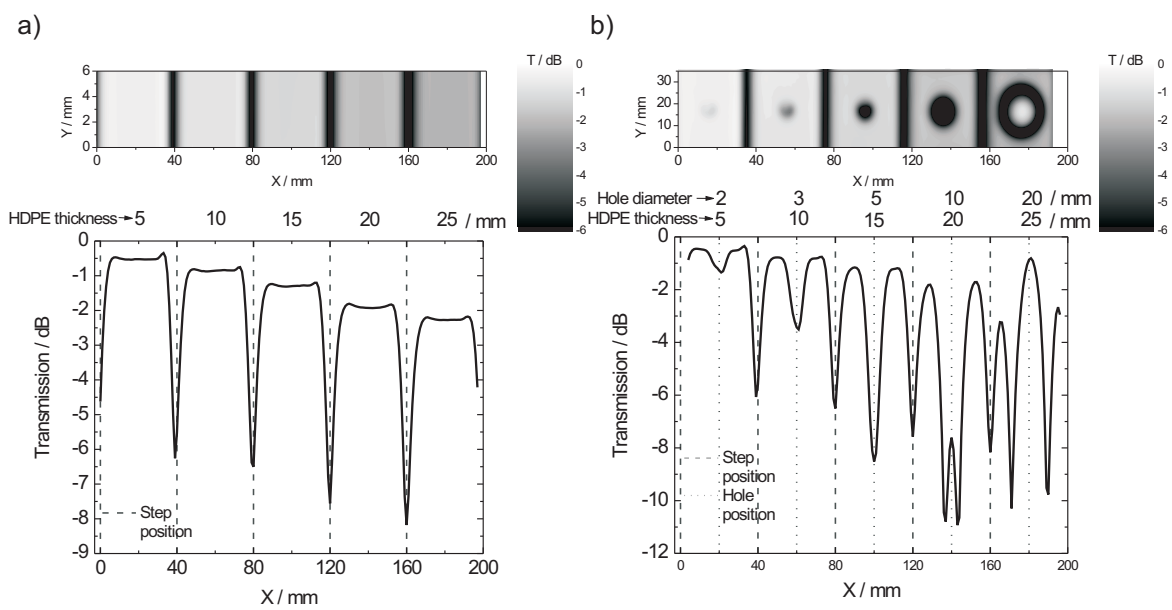 a)
6
4
2
0
Y / mm
0 40 80 120 160 200
X / mm
T / dB
0
-1
-2
-3
-4
-5
-6
HDPE thickness→ 5 10 15 20 25 / mm
0
-1
-2
-3
-4
-5
-6
-7
-8
-9
Transmission / dB
Step
position
0 40 80 120 160 200
X / mm
b)
30
20
10
0
Y / mm
0 40 80 120 160 200
X / mm
T / dB
0
-1
-2
-3
-4
-5
-6
Hole diameter→ 2 3 5 10 20 / mm
HDPE thickness→ 5 10 15 20 25 / mm
0
-2
-4
-6
-8
-10
-12
Transmission / dB
Step
position
Hole
position
0 40 80 120 160 200
X / mm